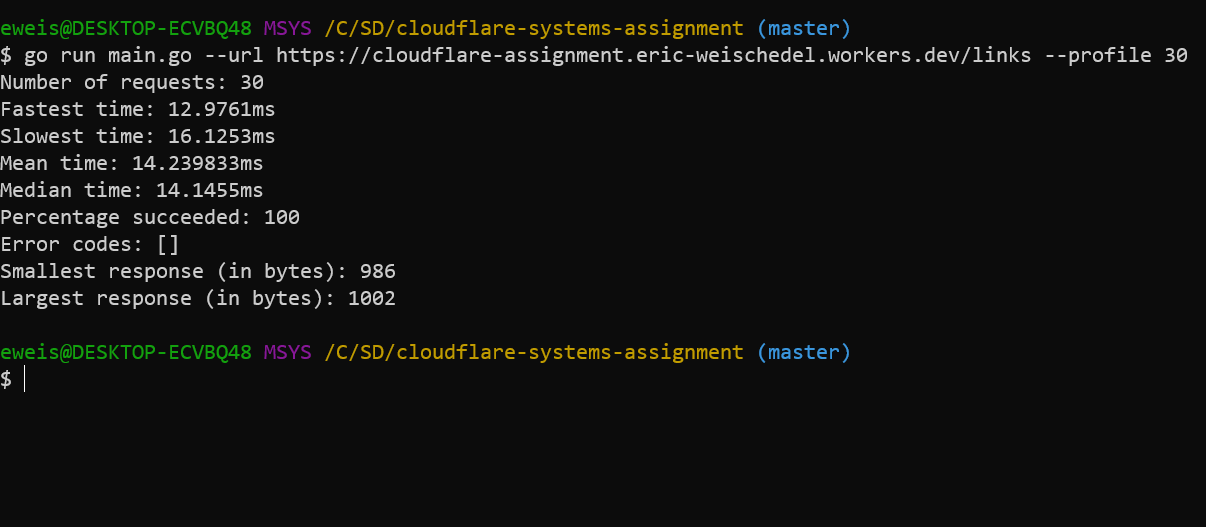 eweis@DESKTOP-ECVBQ48 MSYS /C/SD/cloudflare-systems-assignment (master)
$ go run main.go --url https://cloudflare-assignment.eric-weischedel.workers.dev/links --profile 30
Number of requests: 30
Fastest time: 12.9761ms
Slowest time: 16.1253ms
Mean time: 14.239833ms
Median time: 14.1455ms
Percentage succeeded: 100
Error codes: []
Smallest response (in bytes): 986
Largest response (in bytes): 1002
eweis@DESKTOP-ECVBQ48 MSYS /C/SD/cloudflare-systems-assignment (master)
$